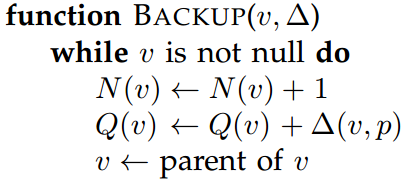 function BACKUP(v, Δ)
while v is not null do
N(v) ← N(v) + 1
Q(v) ← Q(v) + Δ(v, p)
v ← parent of v